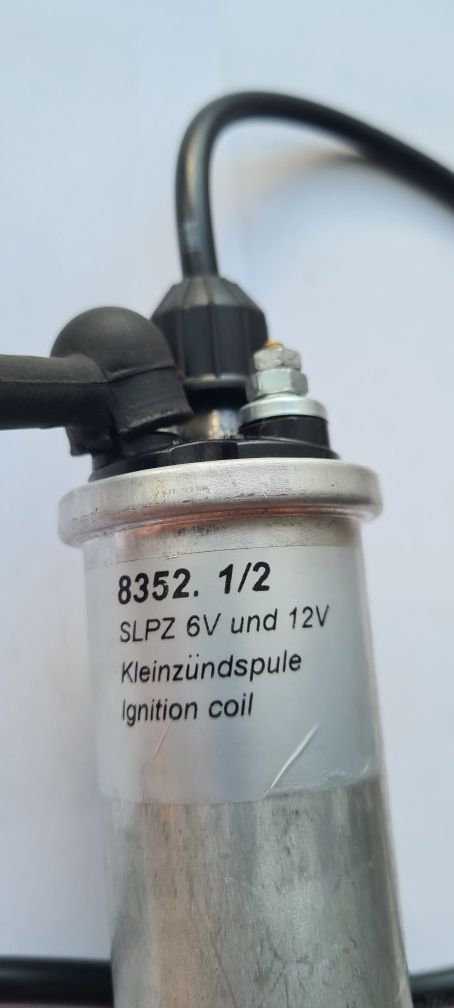 8352. 1/2
SLPZ 6V und 12V
Kleinzündspule
Ignition coil